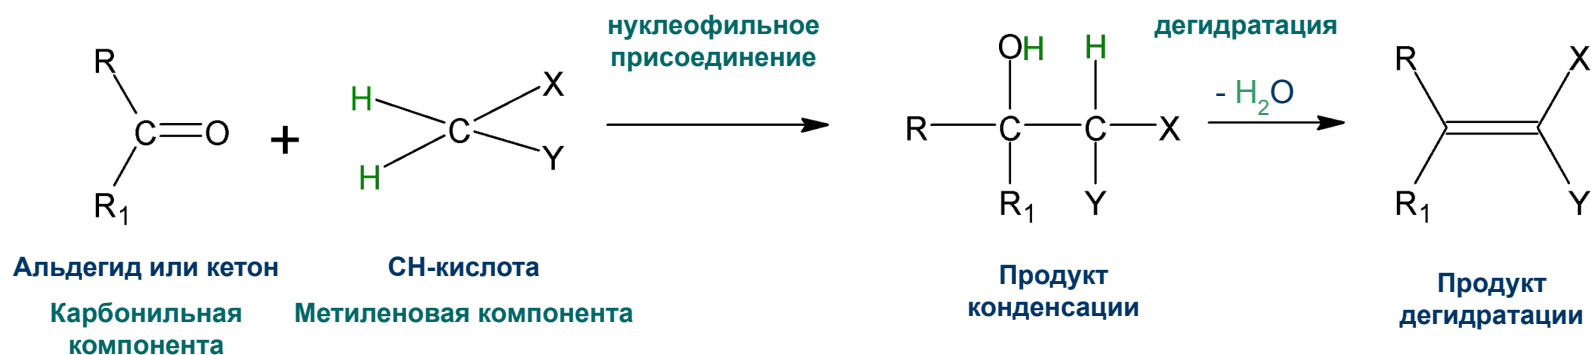 нуклеофильное
присоединение
дегидратация
R
C
O
R1
+
H
H
C
X
Y
OH
H
R
C
C
X
R1
Y
- H2O
R
X
R1
Y
Альдегид или кетон
СН-кислота
Карбонильная
компонента
Метиленовая компонента
Продукт
конденсации
Продукт
дегидратации